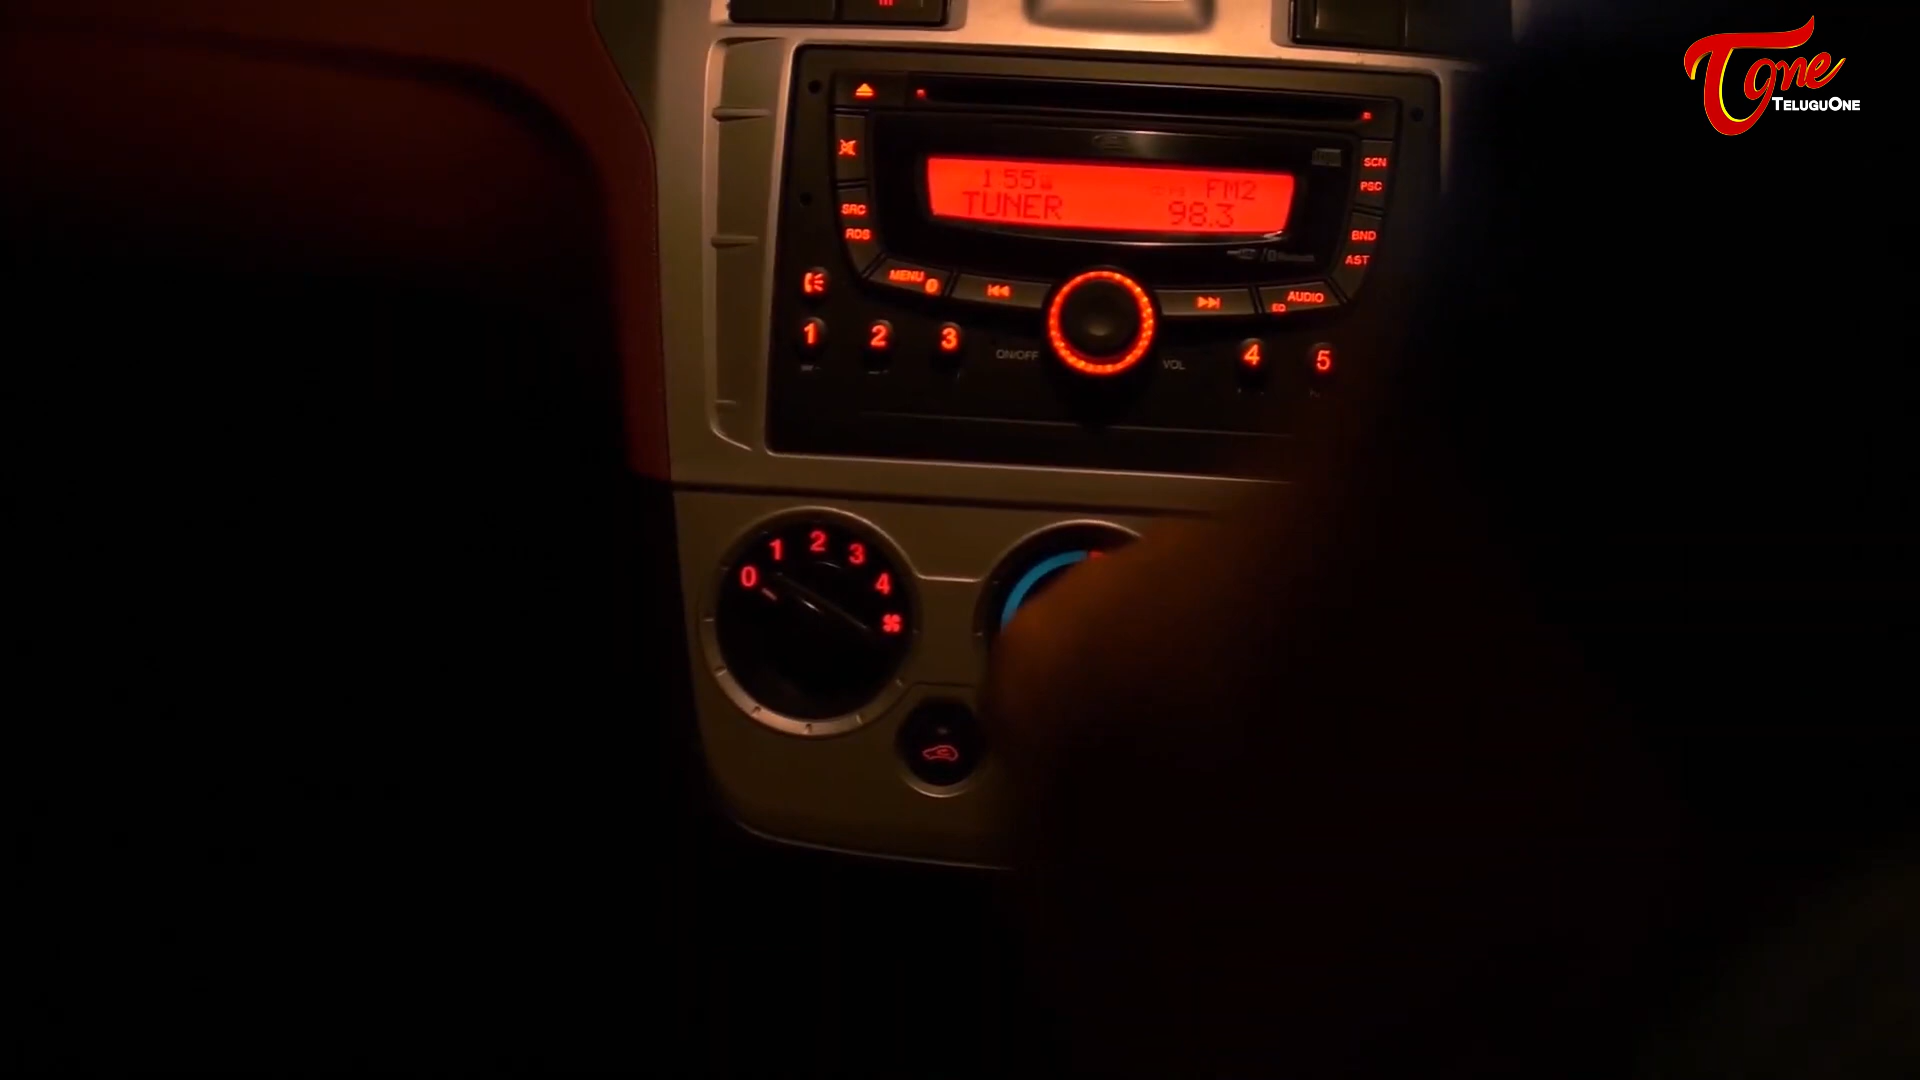 Tone
TELUGUONE
SCN
PSC
1:55
FM2
TUNER
98.3
SRC
RDS
BND
AST
MENU
AUDIO
EQ
1
2
3
ON/OFF
VOL
4
5
0
1
2
3
4